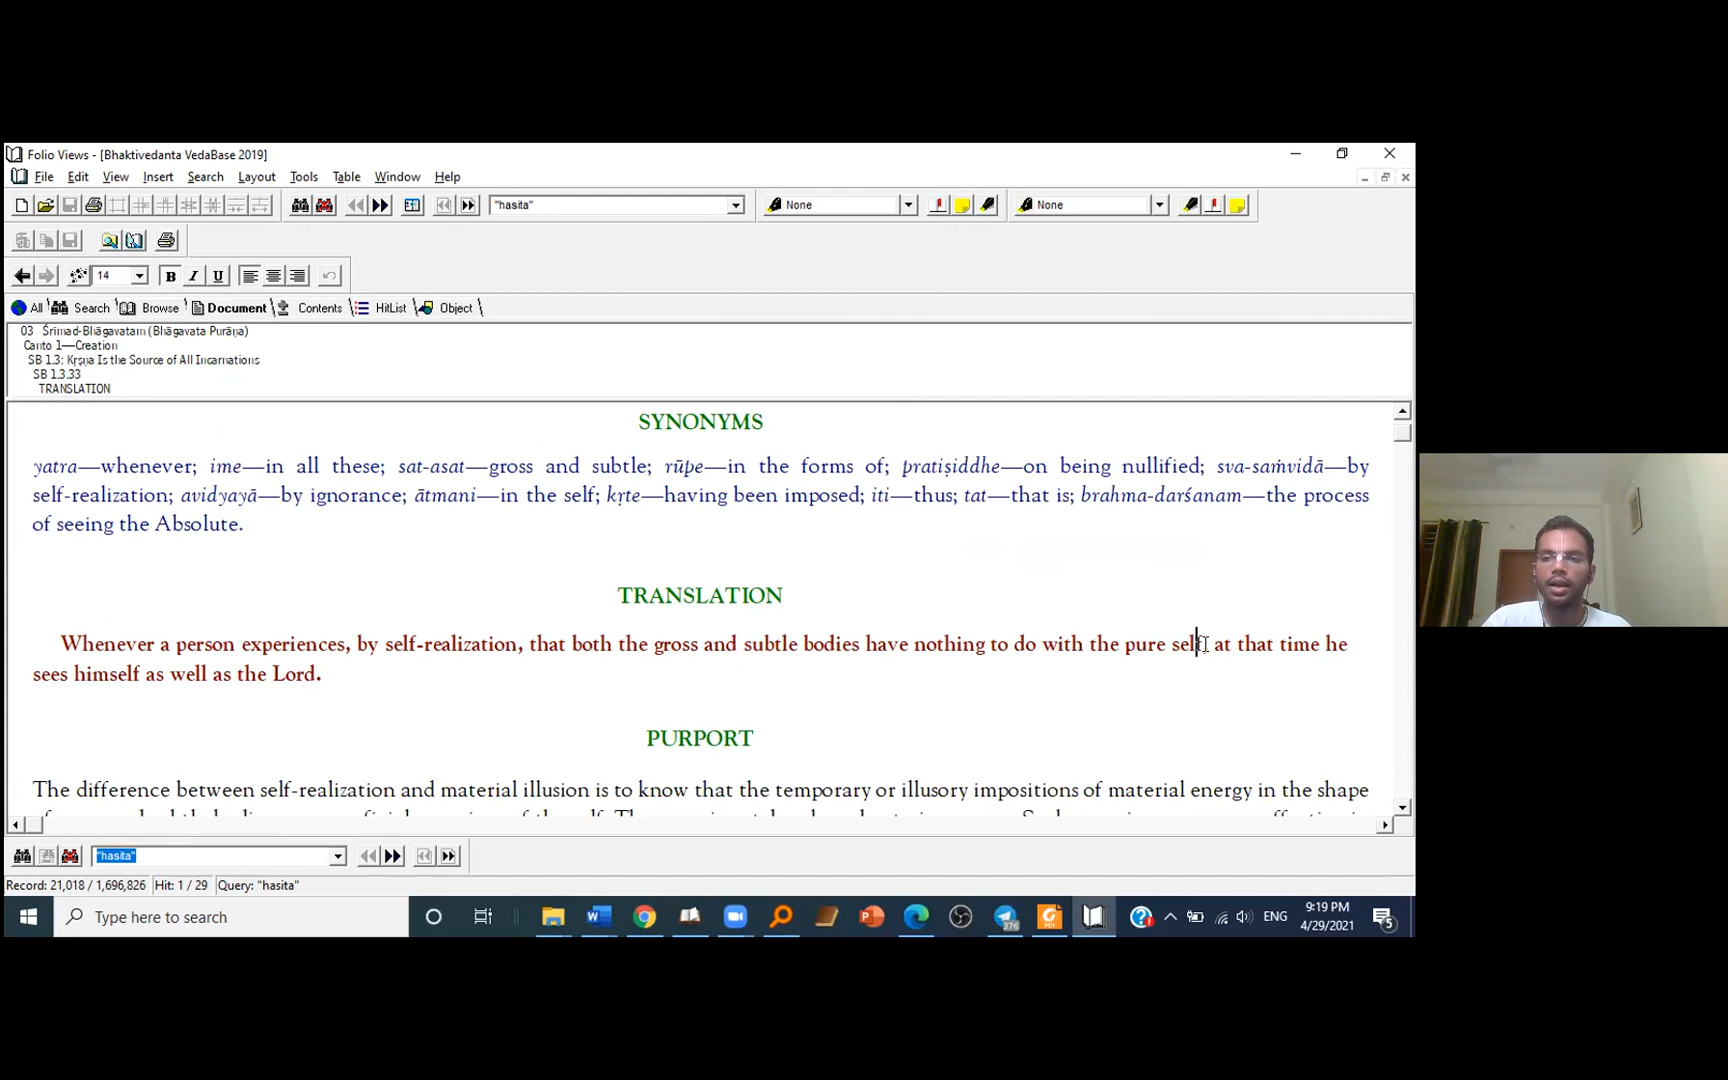 Folio Views - [Bhaktivedanta VedaBase 2019]
File Edit View Insert Search Layout Tools Table Window Help
"hasita" None None
14 B I U
All Search Browse Document Contents HitList Object
03 Śrīmad-Bhāgavatam (Bhāgavata Purāṇa)
Canto 1—Creation
SB 1.3: Kṛṣṇa Is the Source of All Incarnations
SB 1.3.33
TRANSLATION
SYNONYMS
yatra—whenever; ime—in all these; sat-asat—gross and subtle; rūpe—in the forms of; pratiṣiddhe—on being nullified; sva-saṁvidā—by
self-realization; avidyayā—by ignorance; ātmani—in the self; kṛte—having been imposed; iti—thus; tat—that is; brahma-darśanam—the process
of seeing the Absolute.
TRANSLATION
Whenever a person experiences, by self-realization, that both the gross and subtle bodies have nothing to do with the pure self, at that time he
sees himself as well as the Lord.
PURPORT
The difference between self-realization and material illusion is to know that the temporary or illusory impositions of material energy in the shape
"hasita"
Record: 21,018 / 1,696,826 Hit: 1 / 29 Query: "hasita"
Type here to search
376
ENG
9:19 PM
4/29/2021
5